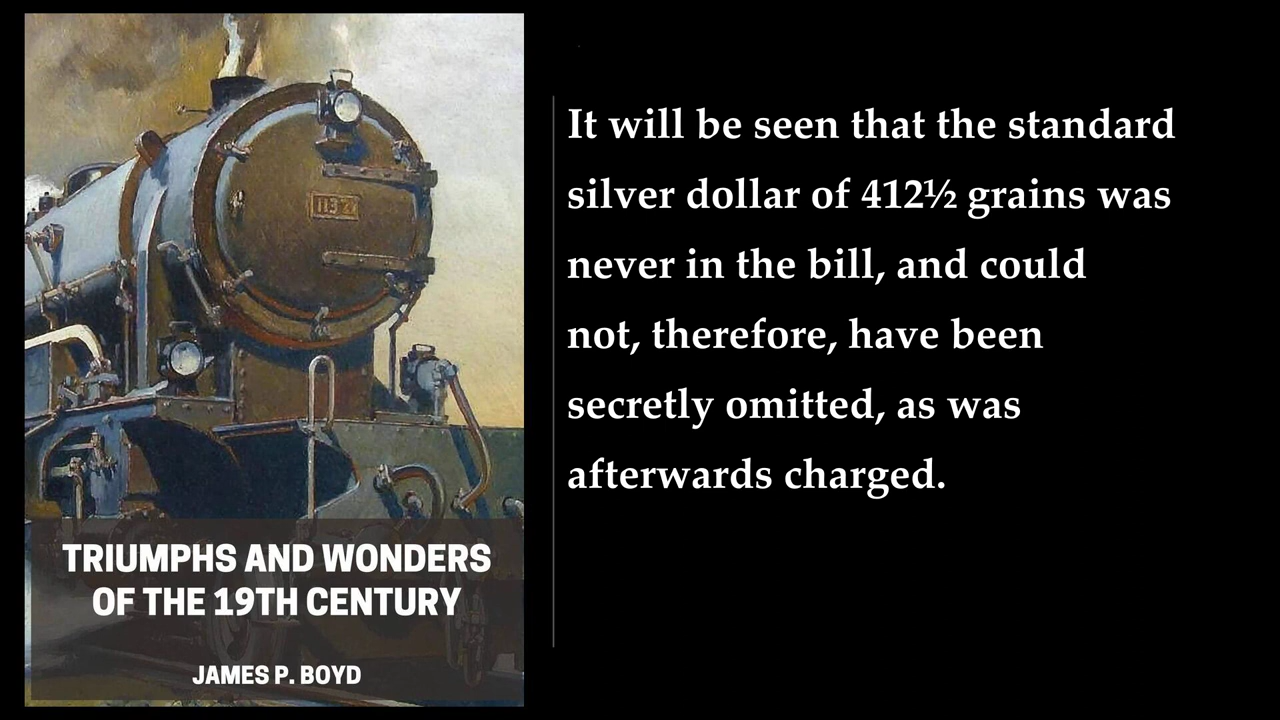 It will be seen that the standard
silver dollar of 412½ grains was
never in the bill, and could
not, therefore, have been
secretly omitted, as was
afterwards charged.
TRIUMPHS AND WONDERS
OF THE 19TH CENTURY
JAMES P. BOYD